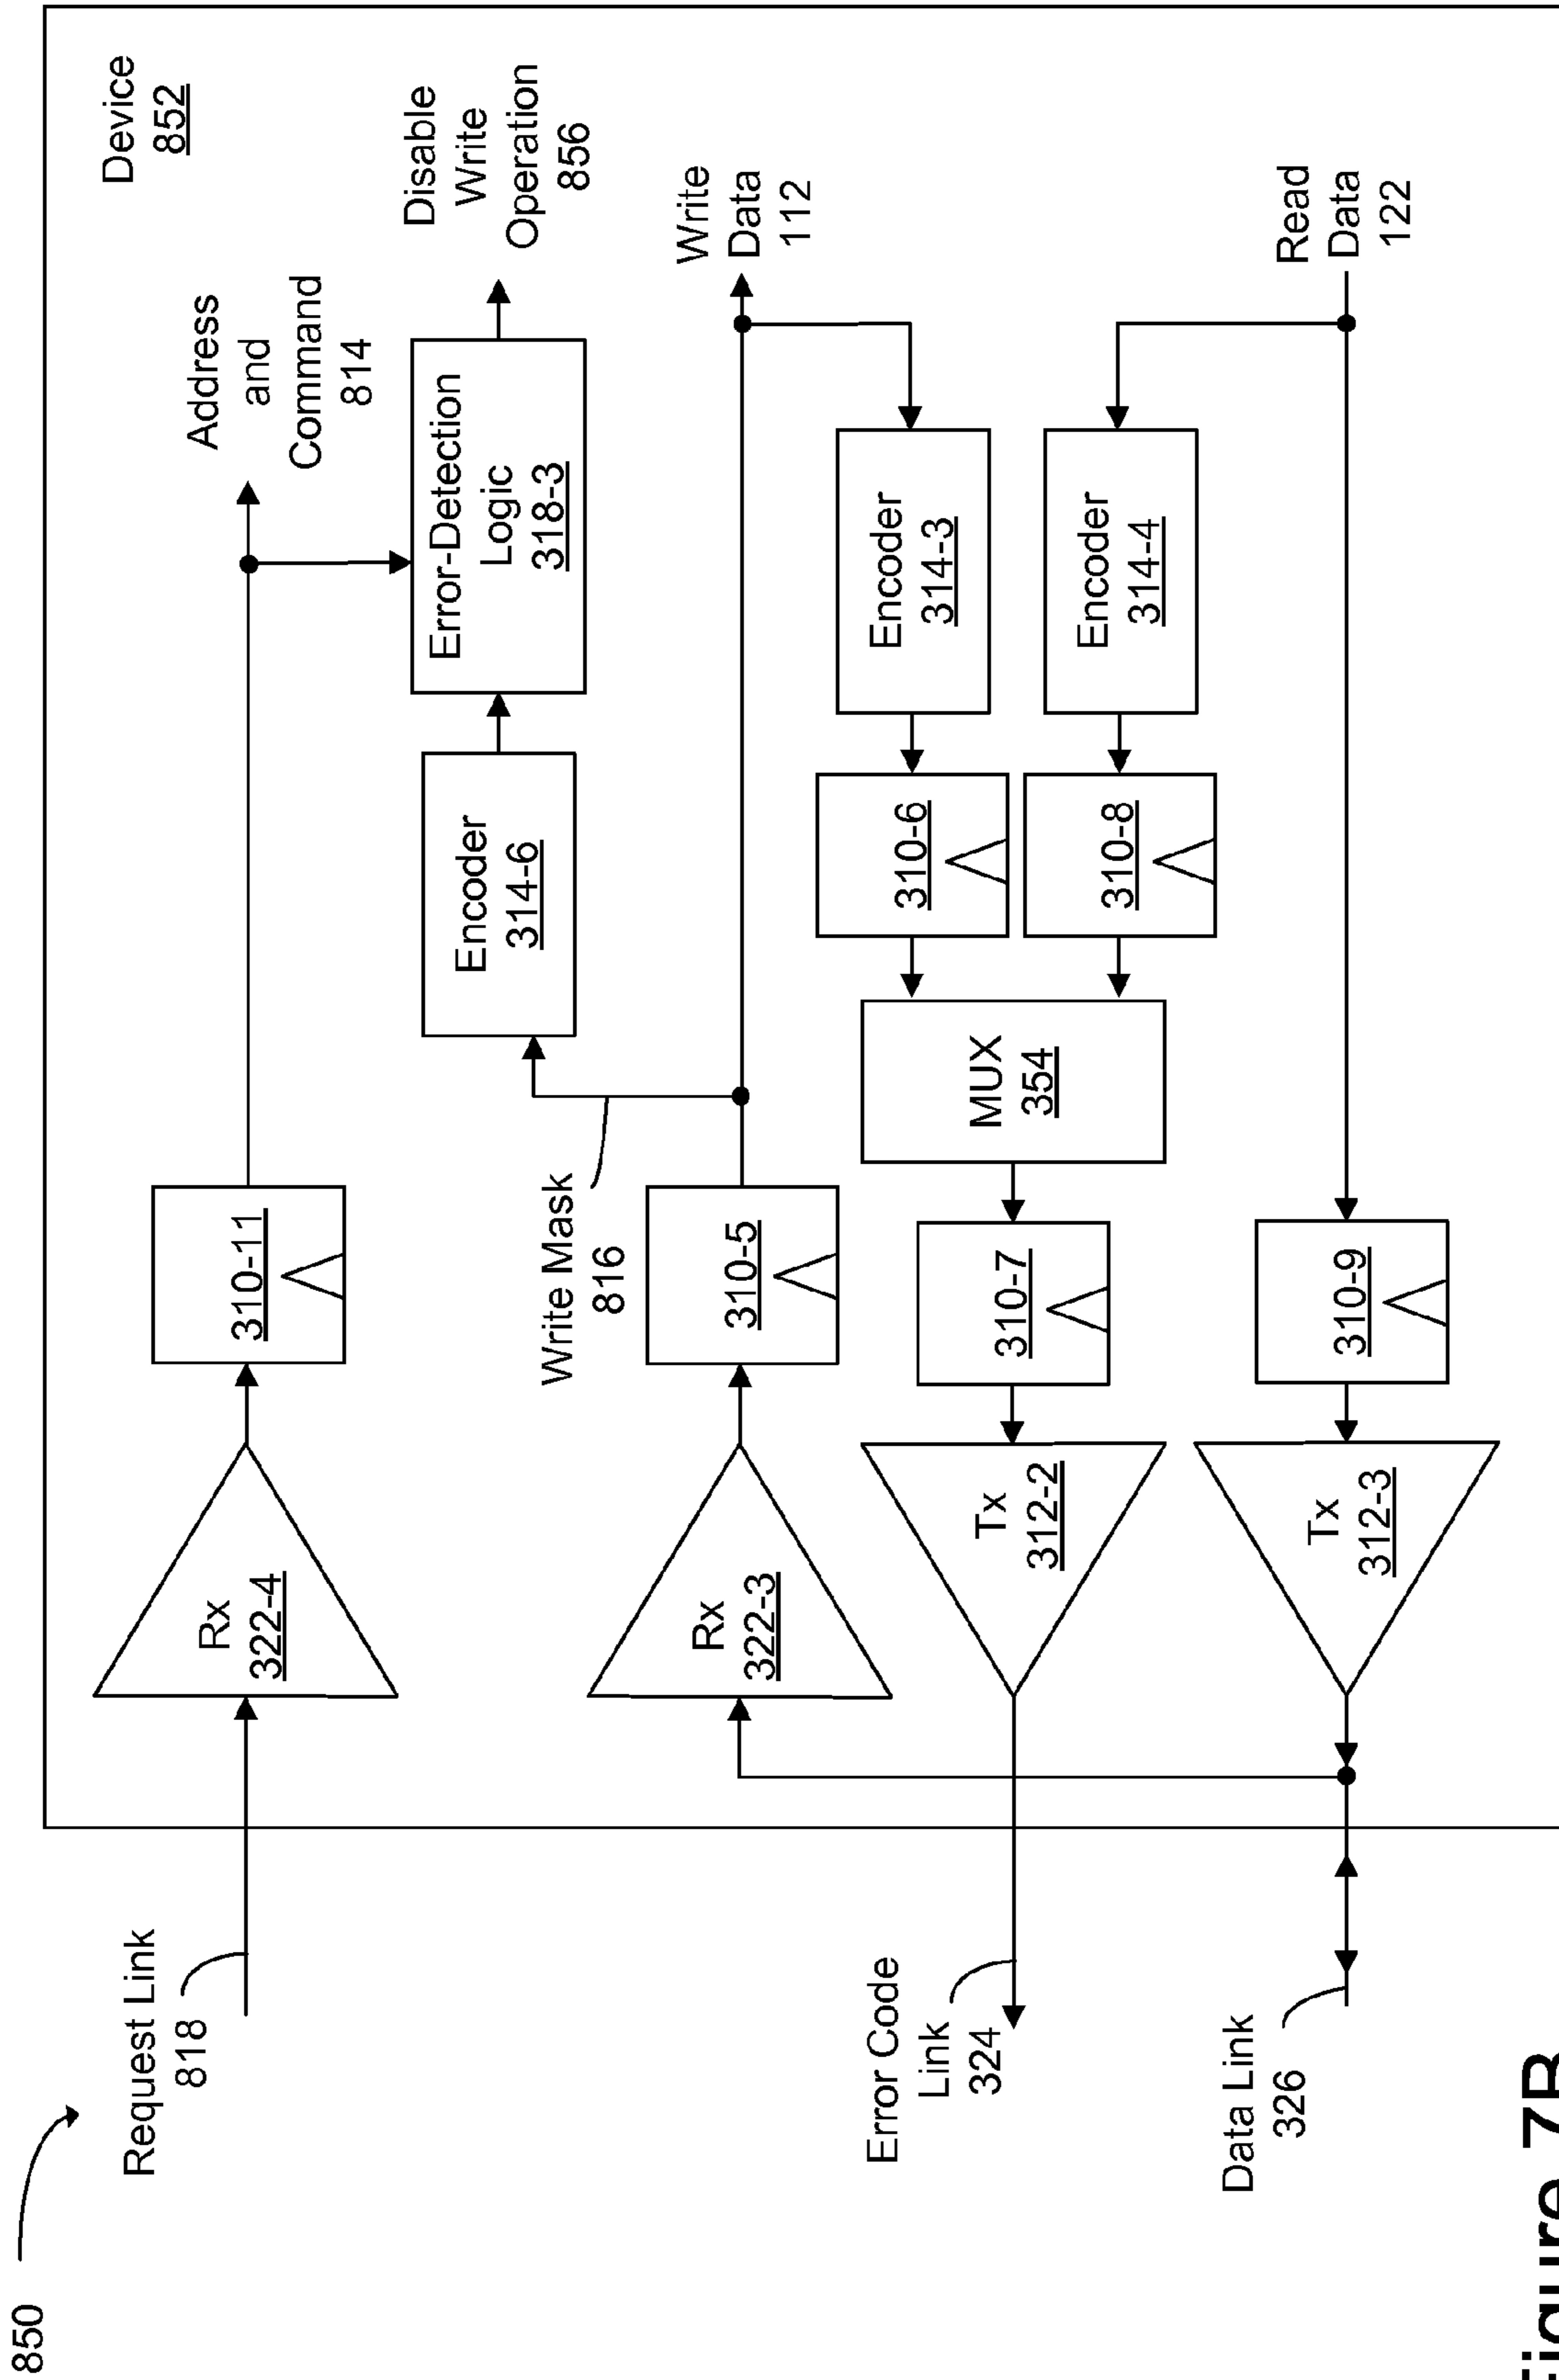 850
Request Link
818
Rx
322-4
310-11
Address
and
Command
814
Device
852
Write Mask
816
Encoder
314-6
Error-Detection
Logic
318-3
Disable
Write
Operation
856
Rx
322-3
310-5
Write
Data
112
Error Code
Link
324
Tx
312-2
310-7
MUX
354
310-6
Encoder
314-3
310-8
Encoder
314-4
Data Link
326
Tx
312-3
310-9
Read
Data
122
Figure 7B